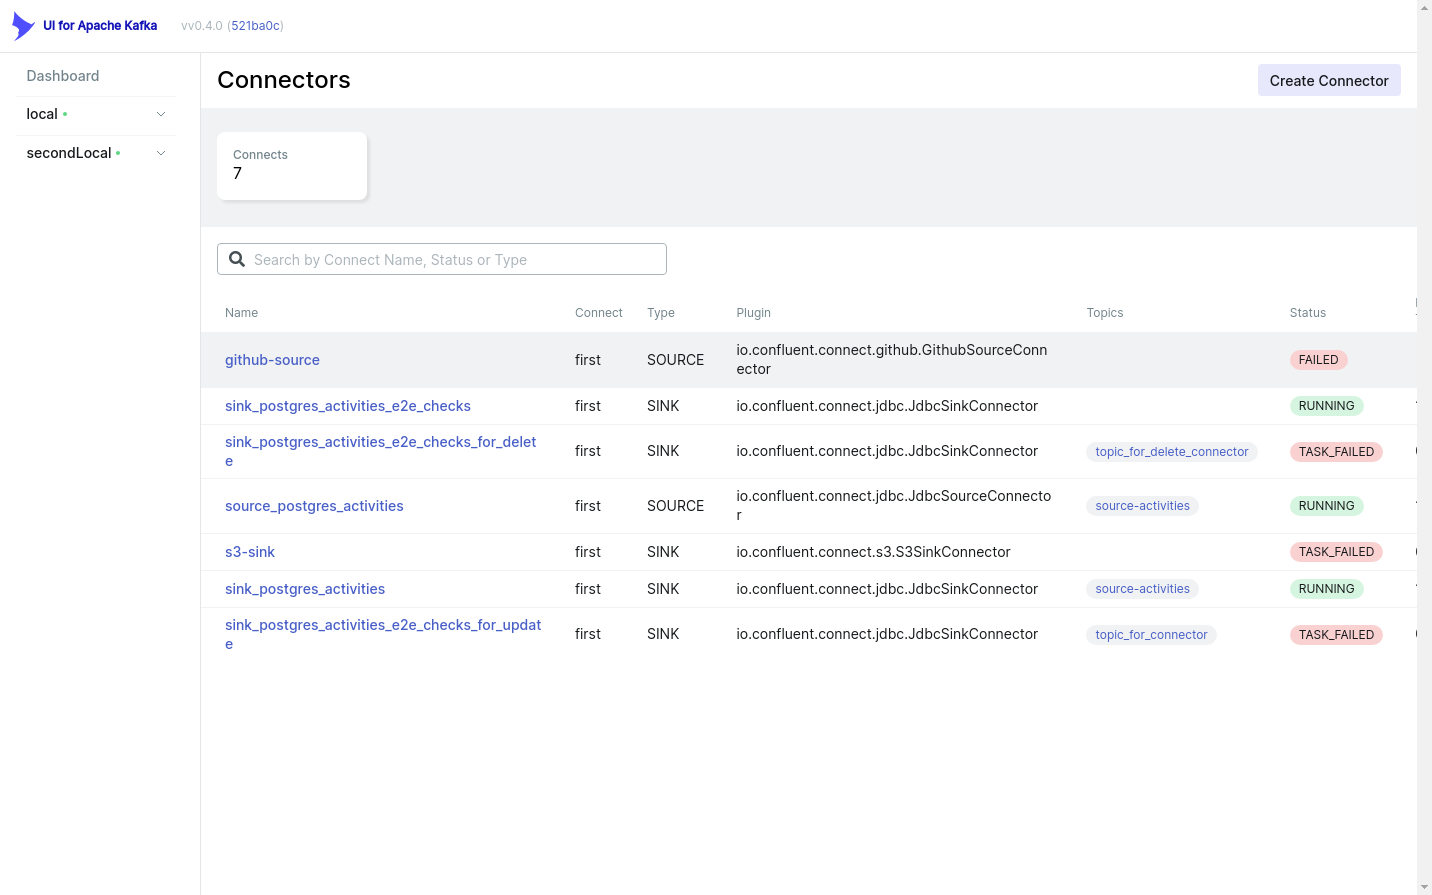 UI for Apache Kafka vv0.4.0 (521ba0c)
Dashboard
local
secondLocal
Connectors
Create Connector
Connects
7
Search by Connect Name, Status or Type
Name Connect Type Plugin Topics Status
github-source first SOURCE io.confluent.connect.github.GithubSourceConn
ector FAILED
sink_postgres_activities_e2e_checks first SINK io.confluent.connect.jdbc.JdbcSinkConnector RUNNING
sink_postgres_activities_e2e_checks_for_delet
e first SINK io.confluent.connect.jdbc.JdbcSinkConnector topic_for_delete_connector TASK_FAILED
source_postgres_activities first SOURCE io.confluent.connect.jdbc.JdbcSourceConnecto
r source-activities RUNNING
s3-sink first SINK io.confluent.connect.s3.S3SinkConnector TASK_FAILED
sink_postgres_activities first SINK io.confluent.connect.jdbc.JdbcSinkConnector source-activities RUNNING
sink_postgres_activities_e2e_checks_for_updat
e first SINK io.confluent.connect.jdbc.JdbcSinkConnector topic_for_connector TASK_FAILED